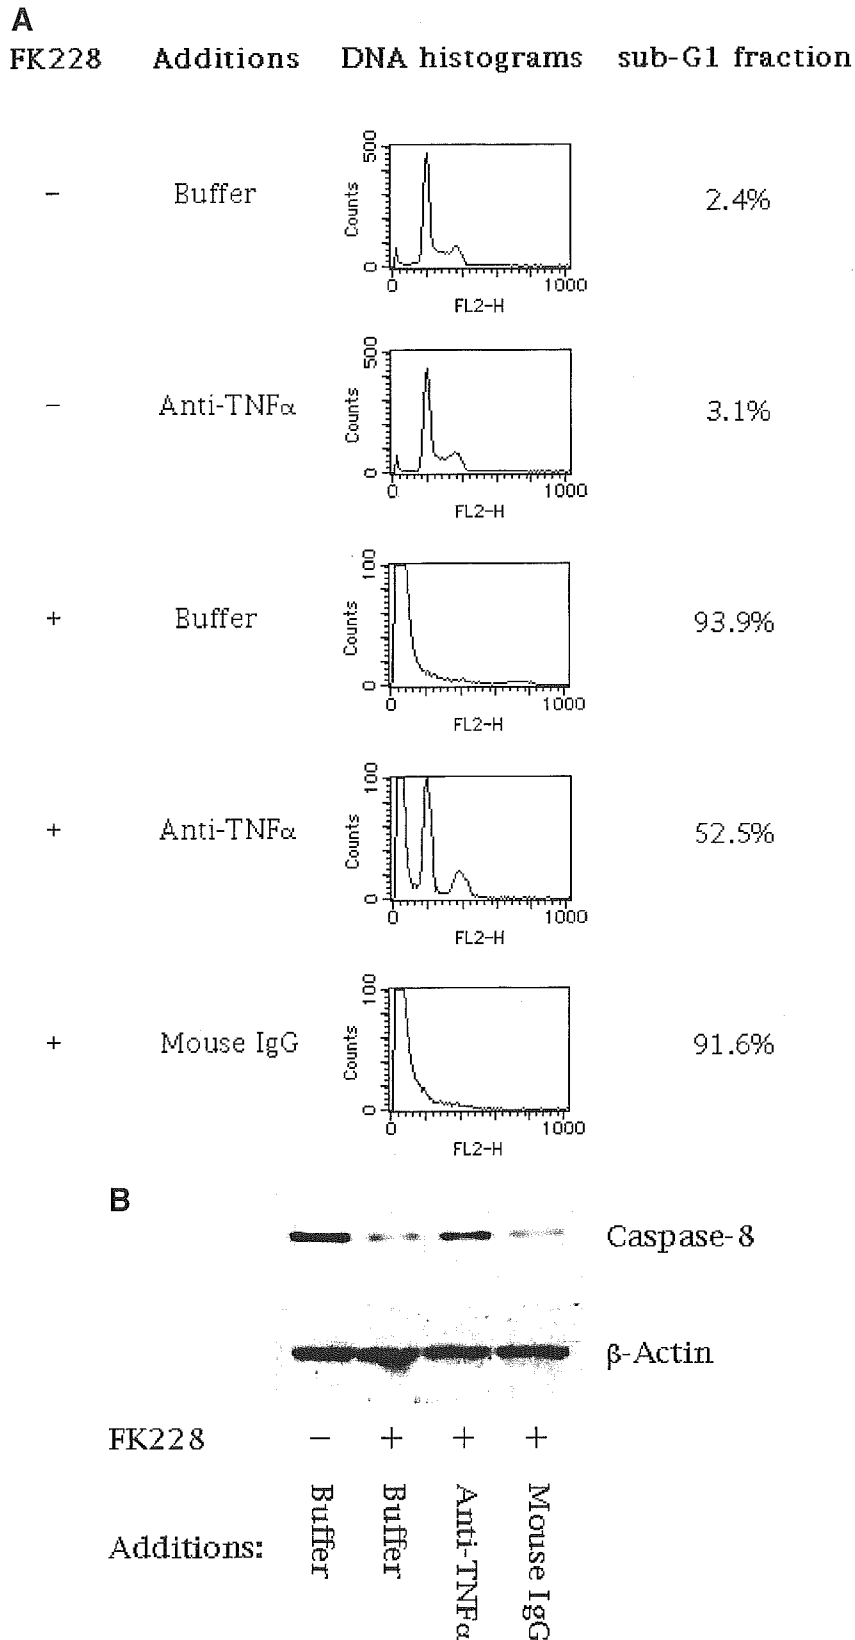 A
FK228 Additions DNA histograms sub-G1 fraction
500
Counts
0
− Buffer 2.4%
0 1000
FL2-H
500
Counts
0
− Anti-TNFα 3.1%
0 1000
FL2-H
100
Counts
0
+ Buffer 93.9%
0 1000
FL2-H
100
Counts
0
+ Anti-TNFα 52.5%
0 1000
FL2-H
100
Counts
0
+ Mouse IgG 91.6%
0 1000
FL2-H
B
Caspase-8
β-Actin
FK228 − + + +
Additions: Buffer Buffer Anti-TNFα Mouse IgG